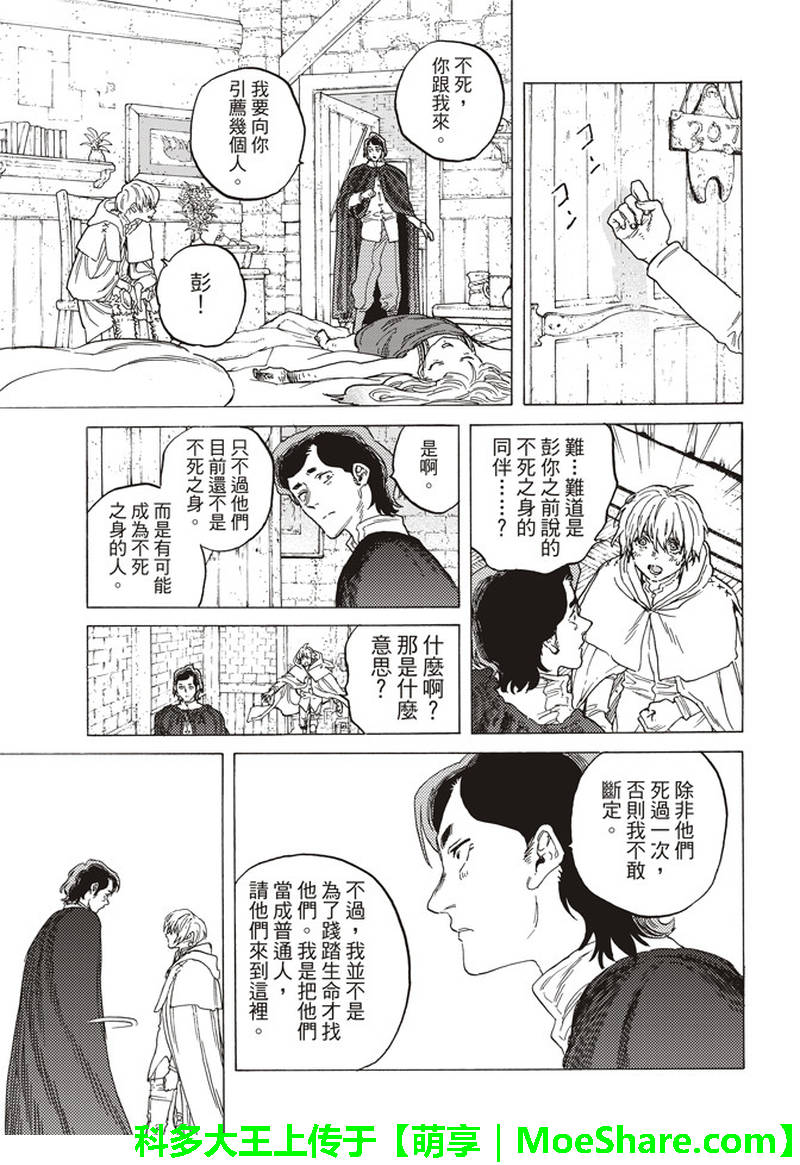 207
コン
コン
不死，
你跟我來。
我要向你
引薦幾個
人。
彭！
難…難道是
彭你之前說的
不死之身的
同伴……？
是啊。
只不過他們
目前還不是
不死之身。
而是有可能
成為不死
之身的人。
什麼啊？
那是什麼
意思？
除非他們
死過一次，
否則我不敢
斷定。
不過，我並不是
為了踐踏生命才找
他們。我是把他們
當成普通人，
請他們來到這裡。
科多大王上传于【萌享 | MoeShare.com】